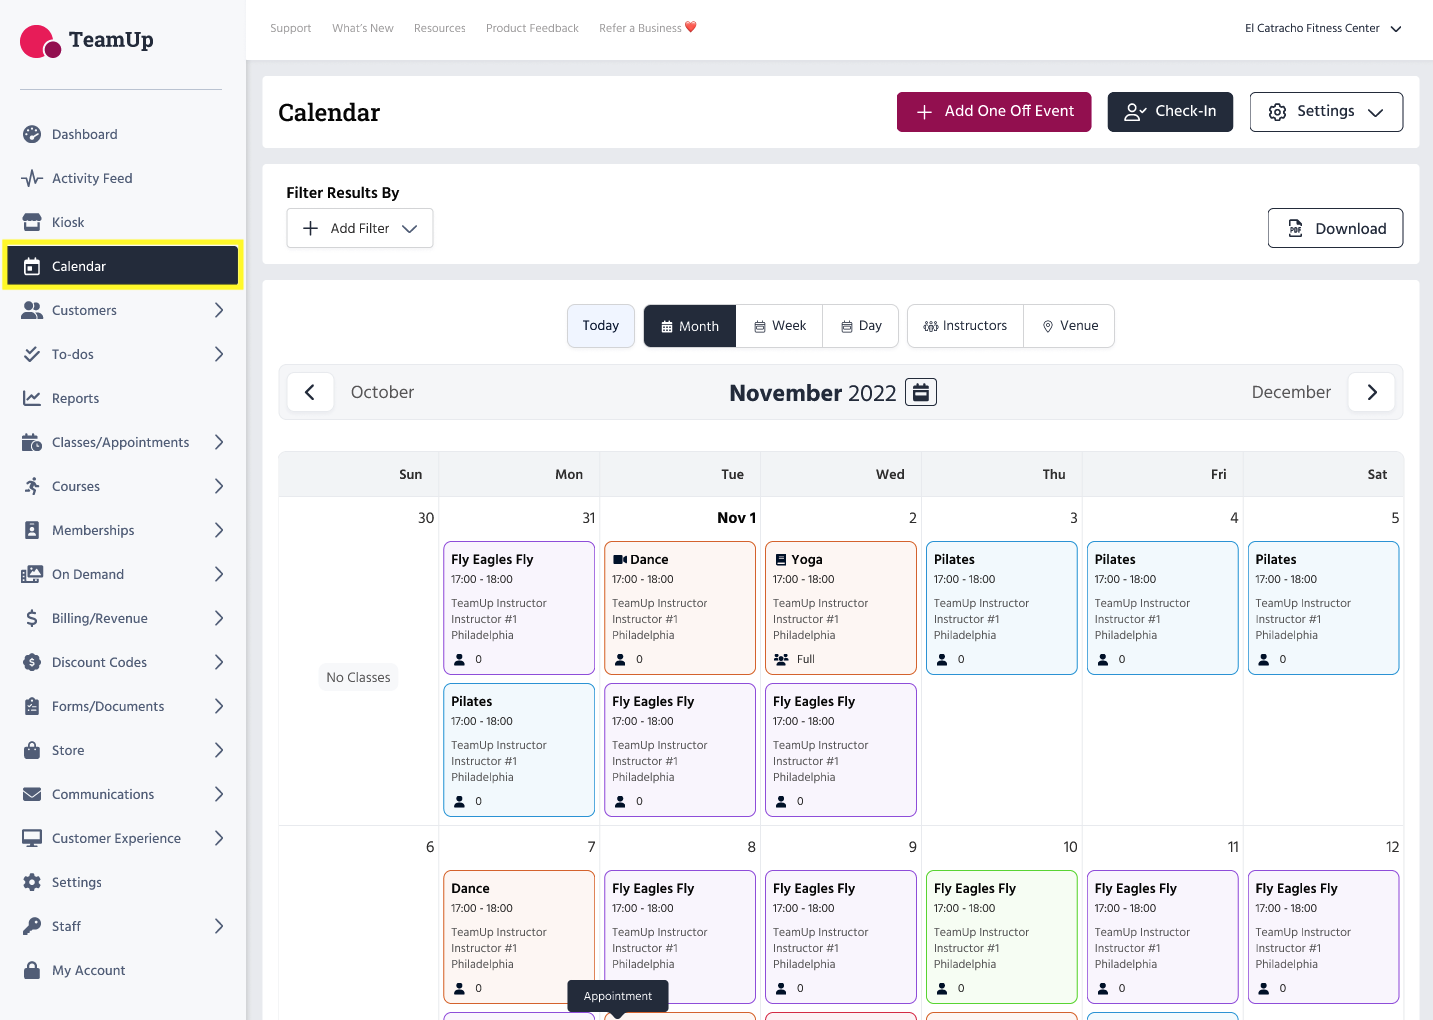 TeamUp
Support What's New Resources Product Feedback Refer a Business
El Catracho Fitness Center
Dashboard
Activity Feed
Kiosk
Calendar
Customers
To-dos
Reports
Classes/Appointments
Courses
Memberships
On Demand
Billing/Revenue
Discount Codes
Forms/Documents
Store
Communications
Customer Experience
Settings
Staff
My Account
Calendar
Add One Off Event
Check-In
Settings
Filter Results By
Add Filter
PDF
Download
Today
Month
Week
Day
Instructors
Venue
October
November 2022
December
Sun Mon Tue Wed Thu Fri Sat
30
No Classes
31
Fly Eagles Fly
17:00 - 18:00
TeamUp Instructor
Instructor #1
Philadelphia
0
Pilates
17:00 - 18:00
TeamUp Instructor
Instructor #1
Philadelphia
0
Nov 1
Dance
17:00 - 18:00
TeamUp Instructor
Instructor #1
Philadelphia
0
Fly Eagles Fly
17:00 - 18:00
TeamUp Instructor
Instructor #1
Philadelphia
0
2
Yoga
17:00 - 18:00
TeamUp Instructor
Instructor #1
Philadelphia
Full
Fly Eagles Fly
17:00 - 18:00
TeamUp Instructor
Instructor #1
Philadelphia
0
3
Pilates
17:00 - 18:00
TeamUp Instructor
Instructor #1
Philadelphia
0
4
Pilates
17:00 - 18:00
TeamUp Instructor
Instructor #1
Philadelphia
0
5
Pilates
17:00 - 18:00
TeamUp Instructor
Instructor #1
Philadelphia
0
6
7
Dance
17:00 - 18:00
TeamUp Instructor
Instructor #1
Philadelphia
0
8
Fly Eagles Fly
17:00 - 18:00
TeamUp Instructor
Instructor #1
Philadelphia
Appointment
9
Fly Eagles Fly
17:00 - 18:00
TeamUp Instructor
Instructor #1
Philadelphia
0
10
Fly Eagles Fly
17:00 - 18:00
TeamUp Instructor
Instructor #1
Philadelphia
0
11
Fly Eagles Fly
17:00 - 18:00
TeamUp Instructor
Instructor #1
Philadelphia
0
12
Fly Eagles Fly
17:00 - 18:00
TeamUp Instructor
Instructor #1
Philadelphia
0